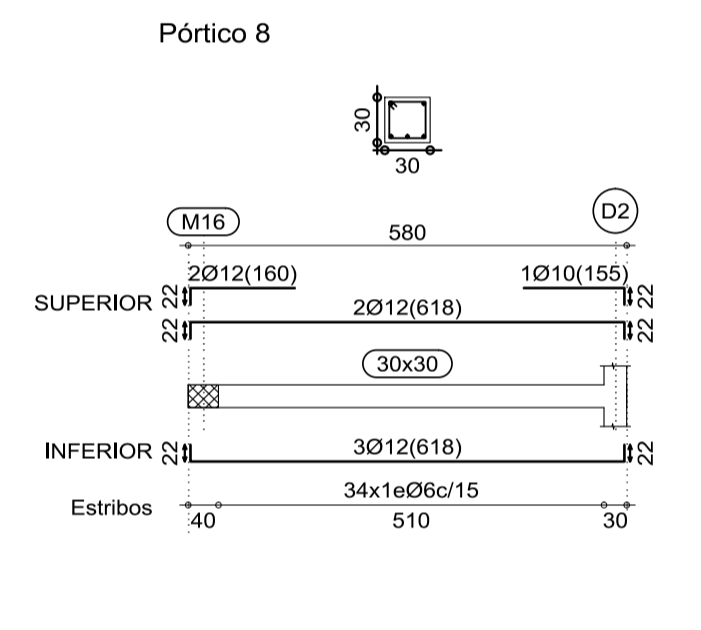 Pórtico 8
30
30
M16
D2
580
2Ø12(160)
1Ø10(155)
SUPERIOR
22
22
2Ø12(618)
22
22
30x30
INFERIOR
22
3Ø12(618)
22
34x1eØ6c/15
Estribos
40
510
30